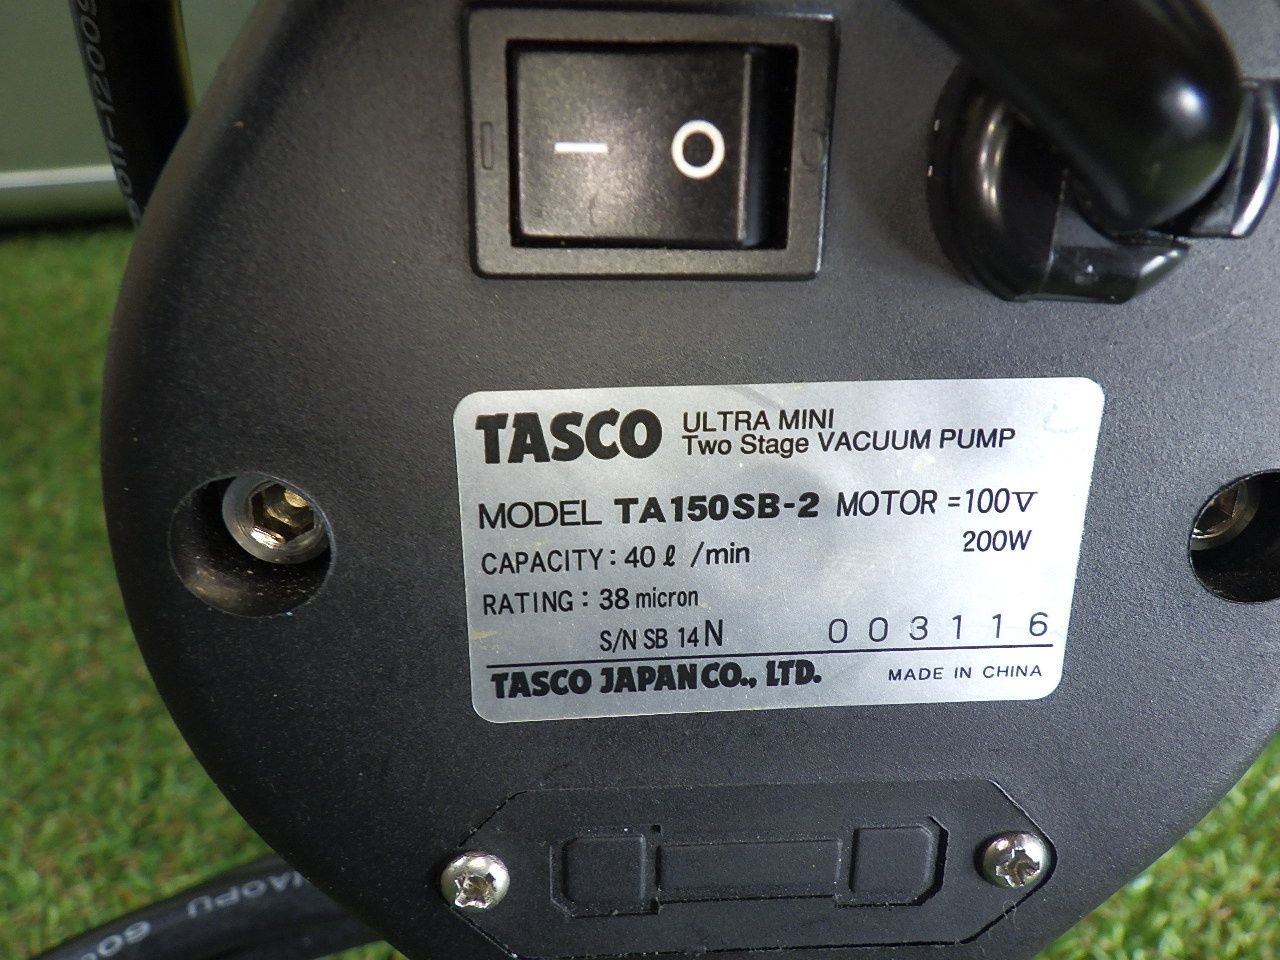 TASCO ULTRA MINI
Two Stage VACUUM PUMP
MODEL TA150SB-2 MOTOR =100V
200W
CAPACITY: 40 ℓ /min
RATING: 38 micron
S/N SB 14N 003116
TASCO JAPAN CO., LTD. MADE IN CHINA